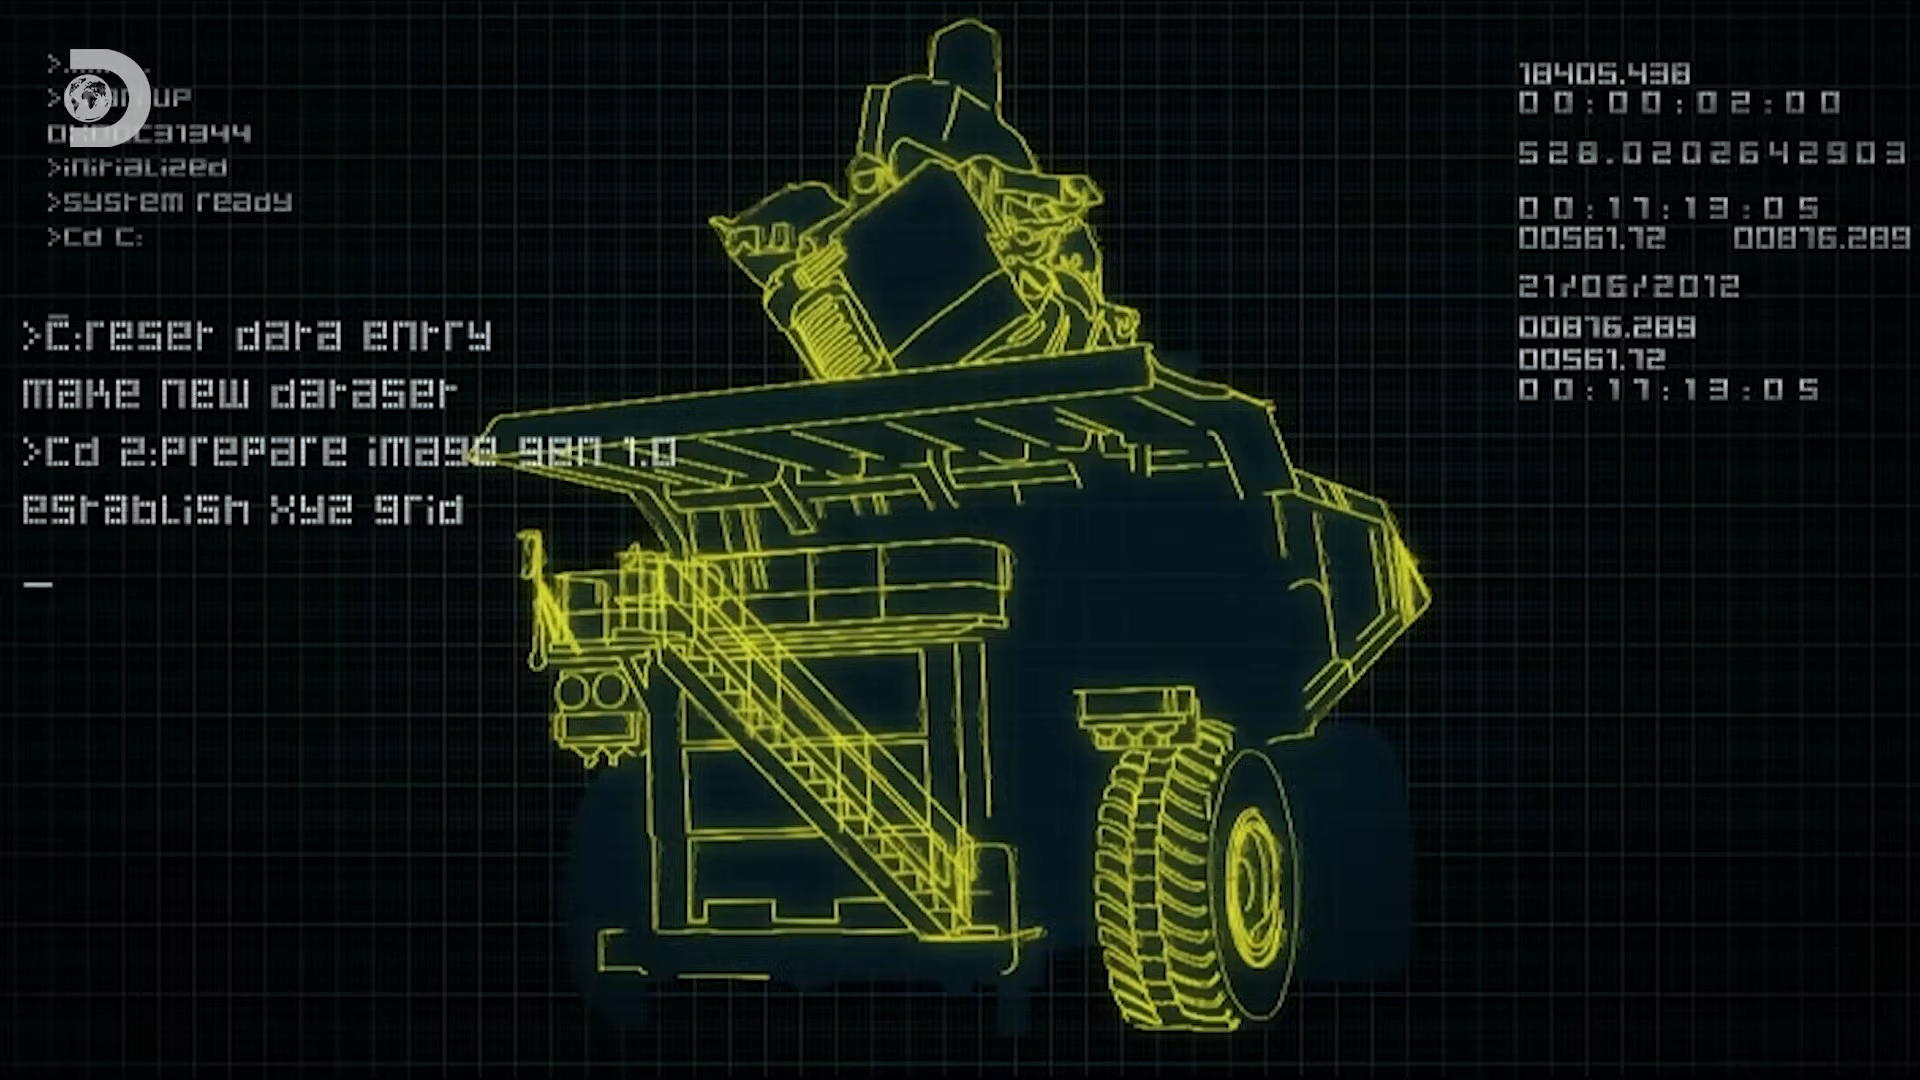 >initialized
>system ready
>Cd C:
>C:reset data entry
make new dataset
>Cd 2:prepare image gen 1.0
establish xyz grid
_
18405.438
00:00:02:00
528.0202642903
00:17:13:05
00561.72 00876.289
21/06/2012
00876.289
00561.72
00:17:13:05